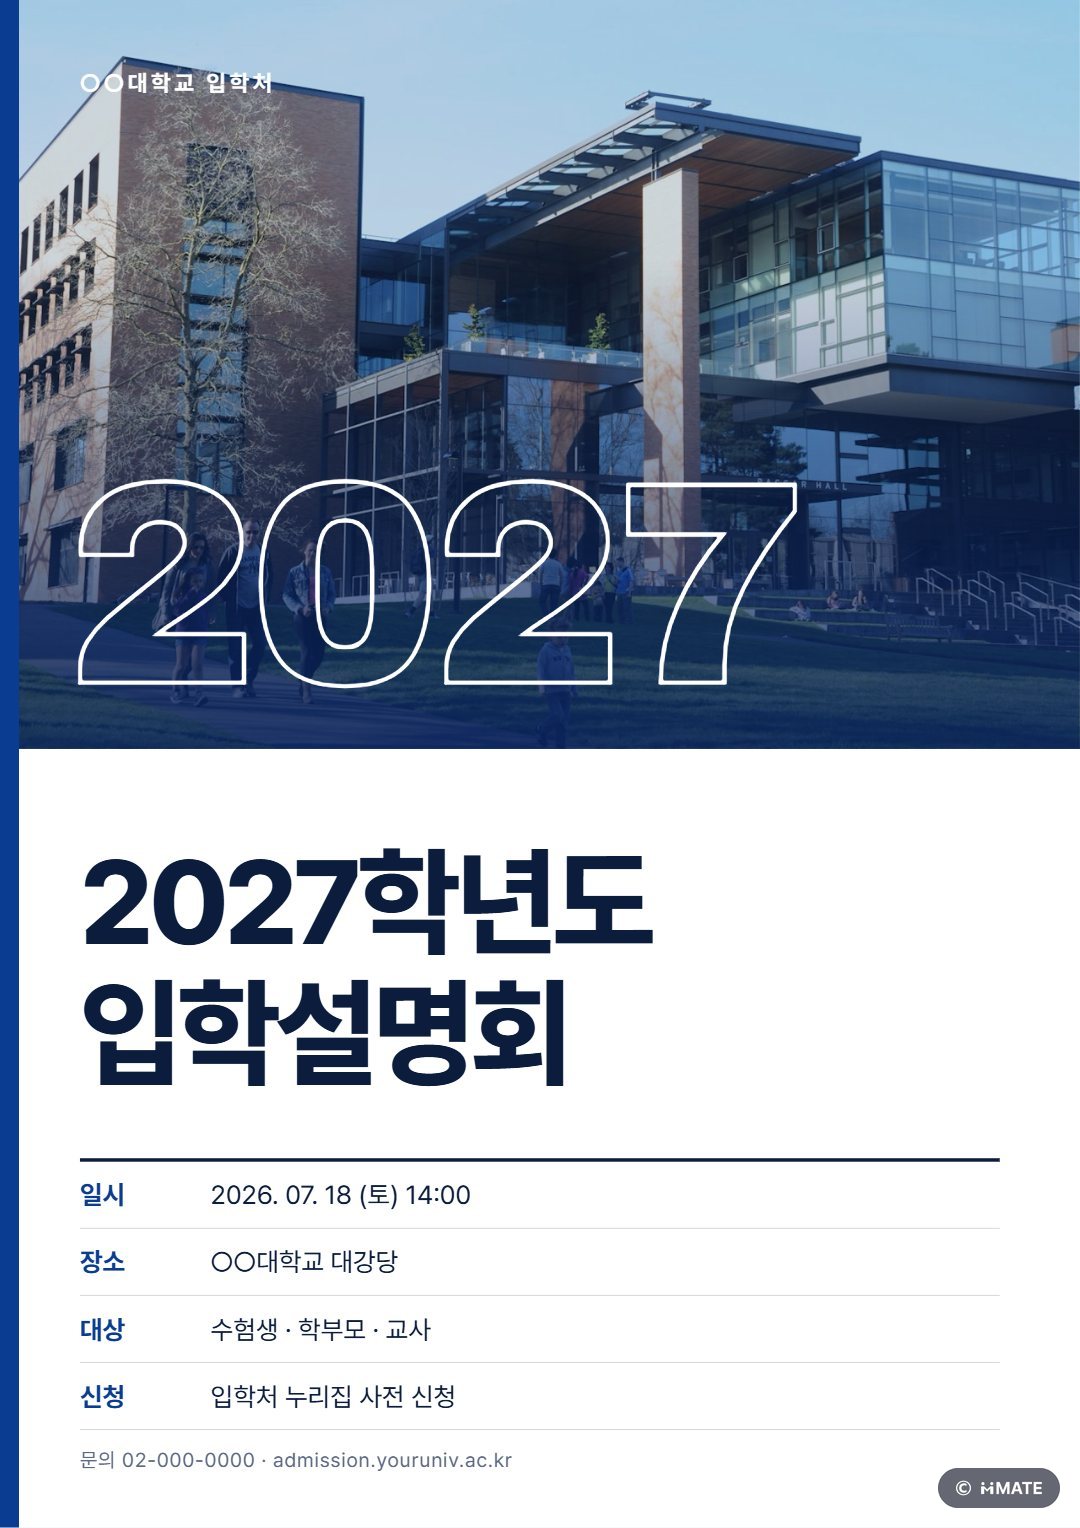 ○○대학교 입학처
HALL
2027
2027학년도
입학설명회
일시 2026. 07. 18 (토) 14:00
장소 ○○대학교 대강당
대상 수험생 · 학부모 · 교사
신청 입학처 누리집 사전 신청
문의 02-000-0000 · admission.youruniv.ac.kr
© MATE